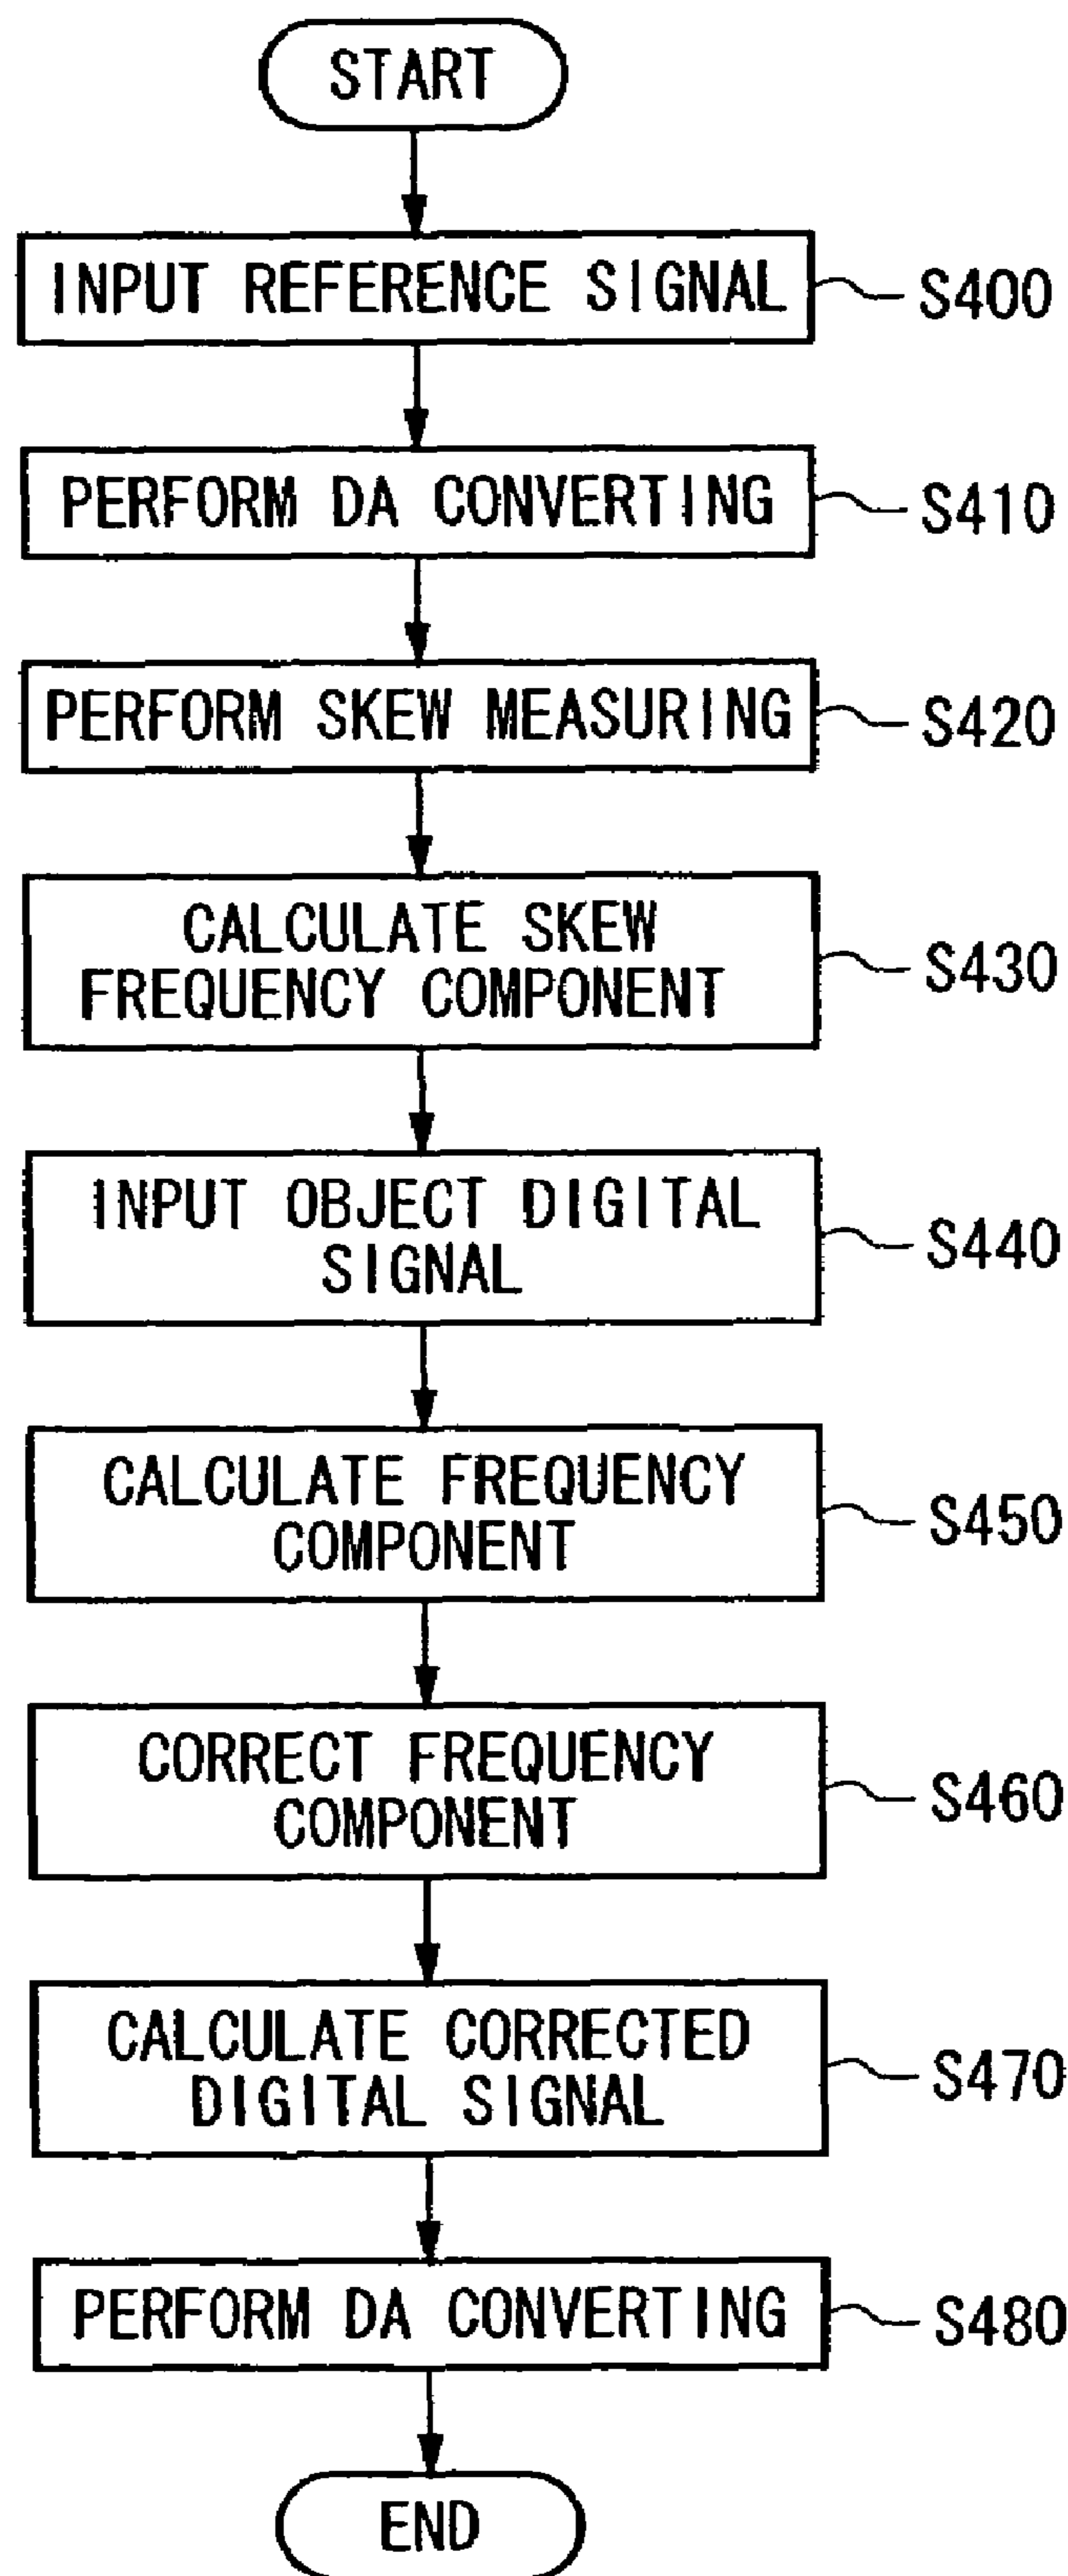 START
INPUT REFERENCE SIGNAL
S400
PERFORM DA CONVERTING
S410
PERFORM SKEW MEASURING
S420
CALCULATE SKEW
FREQUENCY COMPONENT
S430
INPUT OBJECT DIGITAL
SIGNAL
S440
CALCULATE FREQUENCY
COMPONENT
S450
CORRECT FREQUENCY
COMPONENT
S460
CALCULATE CORRECTED
DIGITAL SIGNAL
S470
PERFORM DA CONVERTING
S480
END